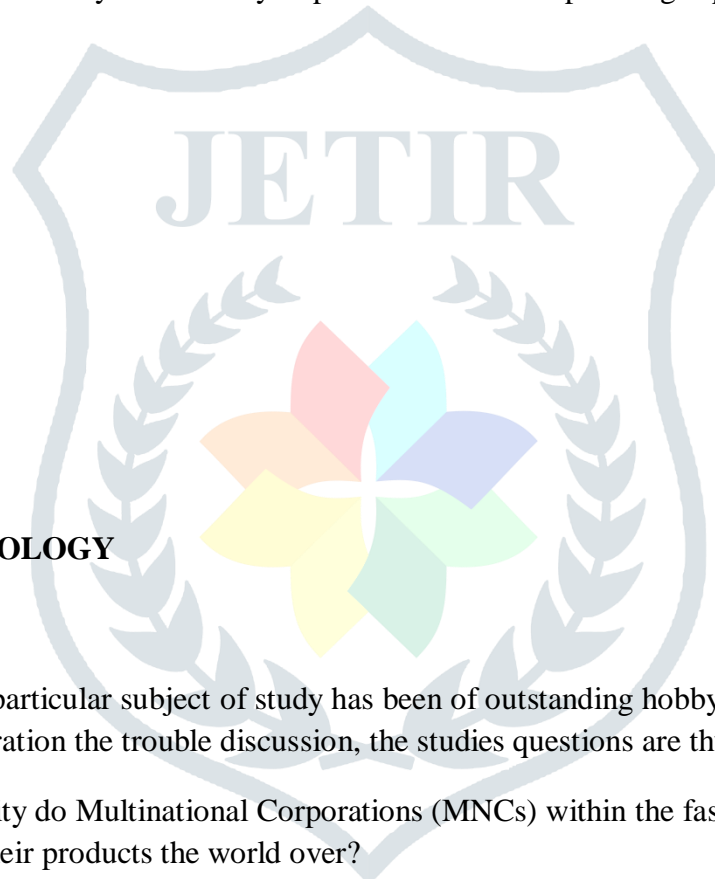 JETIR
OLOGY
particular subject of study has been of outstanding hobby
ration the trouble discussion, the studies questions are th
ity do Multinational Corporations (MNCs) within the fas
eir products the world over?